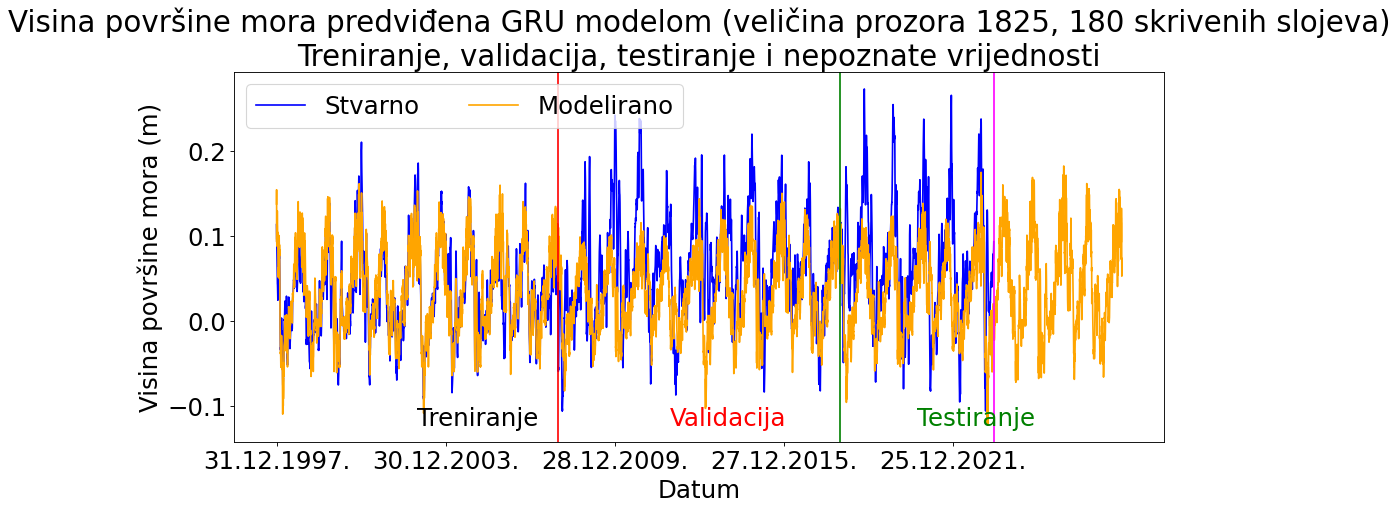 Visina površine mora predviđena GRU modelom (veličina prozora 1825, 180 skrivenih slojeva)
Treniranje, validacija, testiranje i nepoznate vrijednosti
Stvarno
Modelirano
Visina površine mora (m)
0.2
0.1
0.0
−0.1
Treniranje
Validacija
Testiranje
31.12.1997.
30.12.2003.
28.12.2009.
27.12.2015.
25.12.2021.
Datum